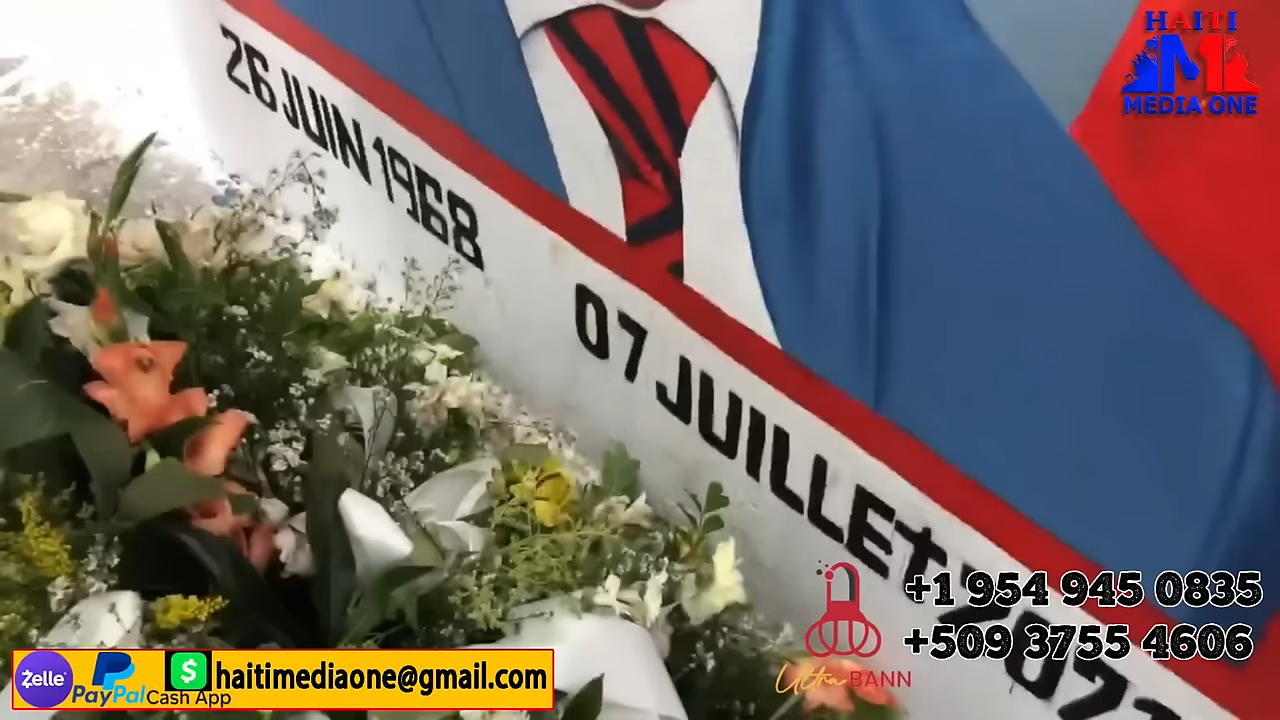 HAITI
MEDIA ONE
26 JUIN 1968
07 JUILLET
+1 954 945 0835
+509 3755 4606
Ultra BANN
Zelle
PayPal
Cash App
haitimediaone@gmail.com